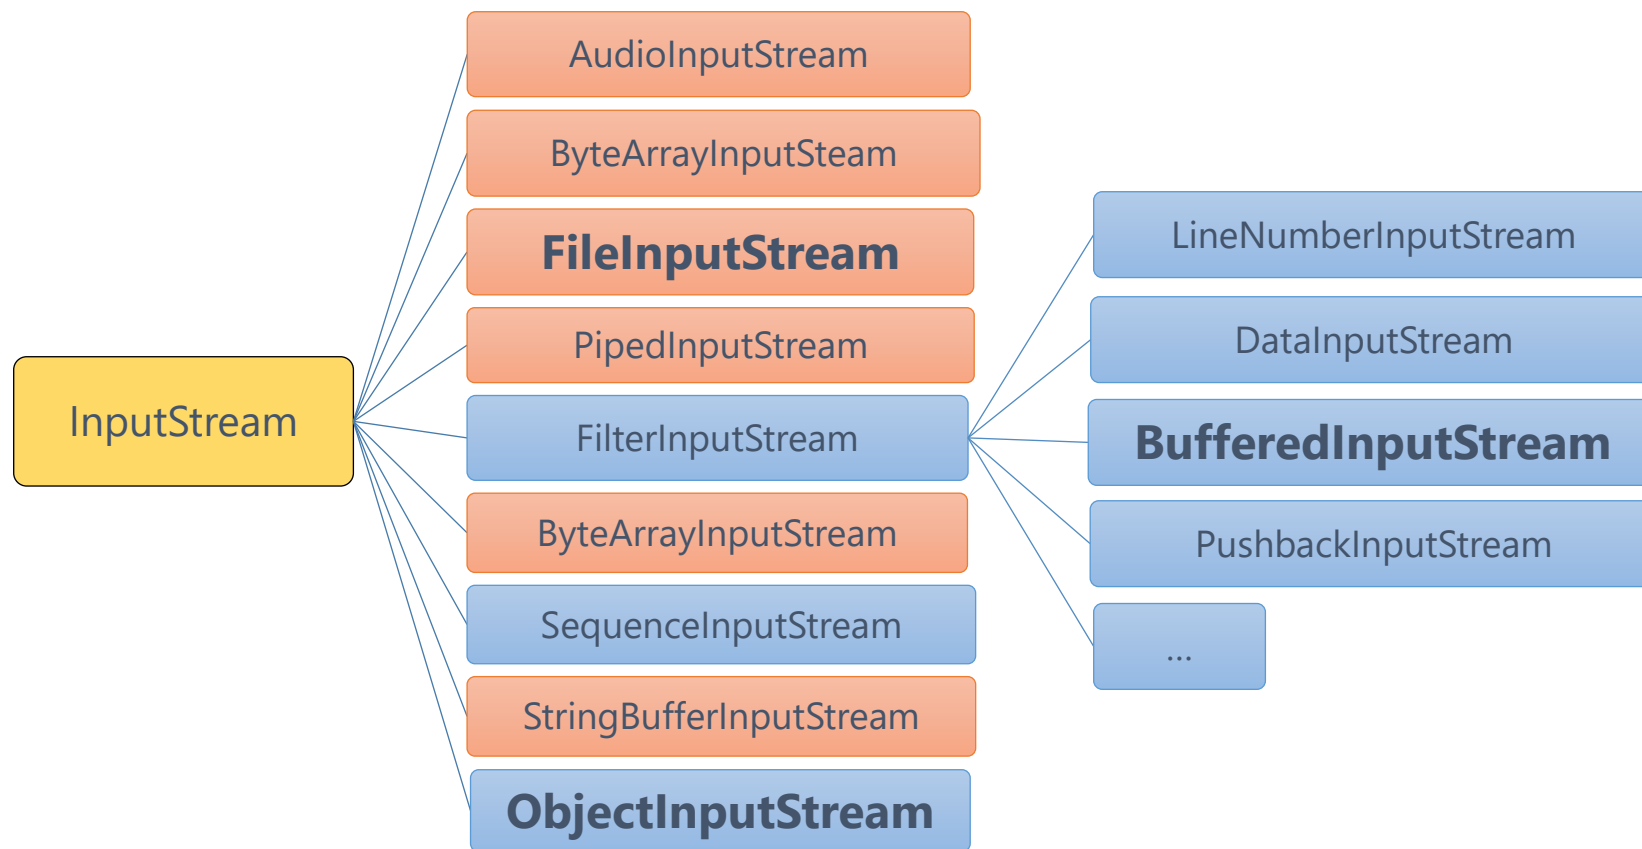 InputStream
AudioInputStream
ByteArrayInputSteam
FileInputStream
PipedInputStream
FilterInputStream
ByteArrayInputStream
SequenceInputStream
StringBufferInputStream
ObjectInputStream
LineNumberInputStream
DataInputStream
BufferedInputStream
PushbackInputStream
...